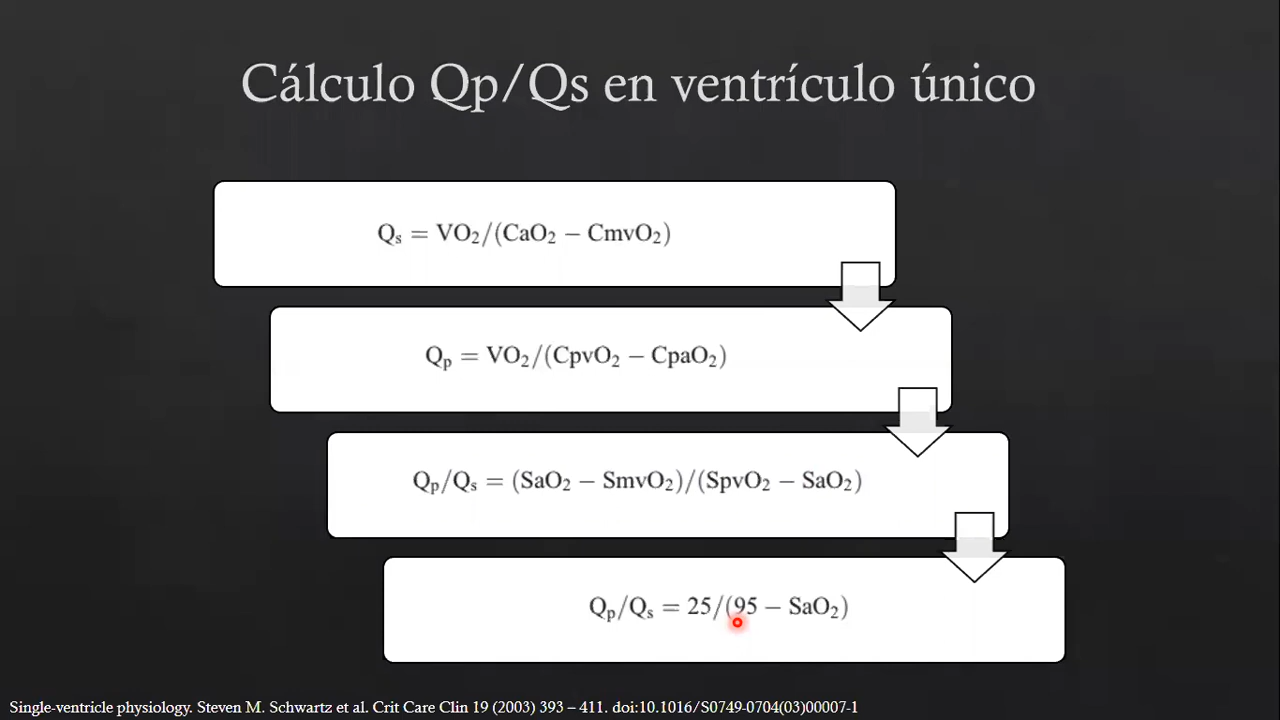 Cálculo Qp/Qs en ventrículo único
Qₛ = VO₂/(CaO₂ − CmvO₂)
Qₚ = VO₂/(CpvO₂ − CpaO₂)
Qₚ/Qₛ = (SaO₂ − SmvO₂)/(SpvO₂ − SaO₂)
Qₚ/Qₛ = 25/(95 − SaO₂)
Single-ventricle physiology. Steven M. Schwartz et al. Crit Care Clin 19 (2003) 393 – 411. doi:10.1016/S0749-0704(03)00007-1